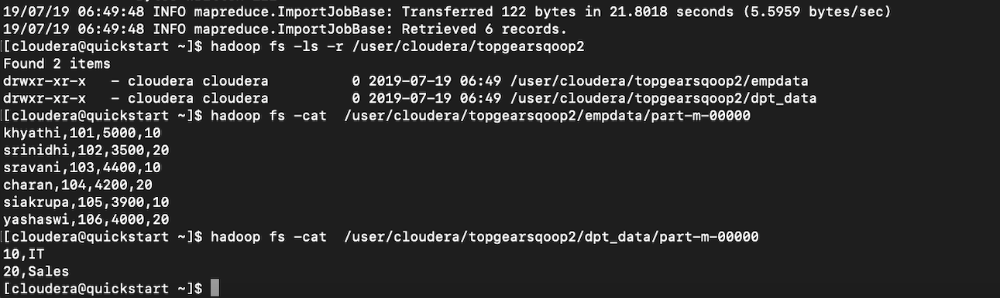 19/07/19 06:49:48 INFO mapreduce.ImportJobBase: Transferred 122 bytes in 21.8018 seconds (5.5959 bytes/sec)
19/07/19 06:49:48 INFO mapreduce.ImportJobBase: Retrieved 6 records.
[[cloudera@quickstart ~]$ hadoop fs -ls -r /user/cloudera/topgearsqoop2
Found 2 items
drwxr-xr-x   - cloudera cloudera          0 2019-07-19 06:49 /user/cloudera/topgearsqoop2/empdata
drwxr-xr-x   - cloudera cloudera          0 2019-07-19 06:49 /user/cloudera/topgearsqoop2/dpt_data
[[cloudera@quickstart ~]$ hadoop fs -cat  /user/cloudera/topgearsqoop2/empdata/part-m-00000
khyathi,101,5000,10
srinidhi,102,3500,20
sravani,103,4400,10
charan,104,4200,20
siakrupa,105,3900,10
yashaswi,106,4000,20
[[cloudera@quickstart ~]$ hadoop fs -cat  /user/cloudera/topgearsqoop2/dpt_data/part-m-00000
10,IT
20,Sales
[cloudera@quickstart ~]$